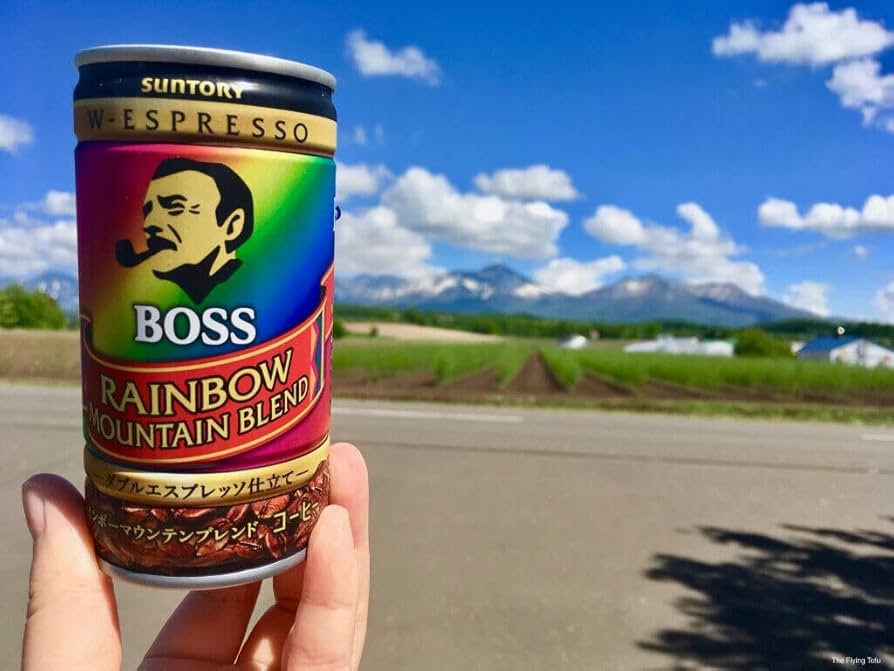 SUNTORY
W-ESPRESSO
BOSS
RAINBOW
MOUNTAIN BLEND
ダブルエスプレッソ仕立て
ンボーマウンテンブレンド コーヒ
The Flying Tofu